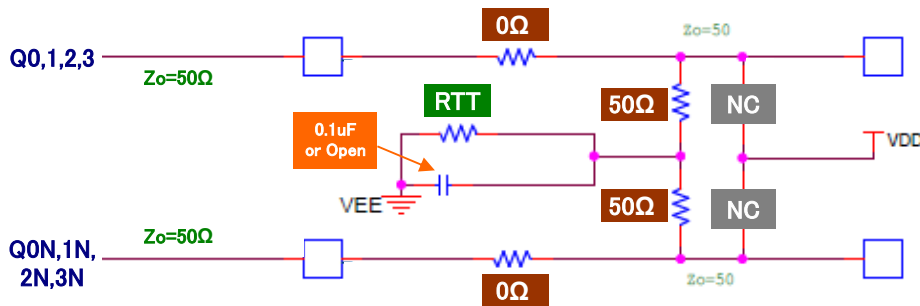 0Ω
Zo=50
Q0,1,2,3
Zo=50Ω
RTT
50Ω
NC
0.1uF
or Open
VDD
VEE
50Ω
NC
Zo=50Ω
Q0N,1N,
2N,3N
Zo=50
0Ω